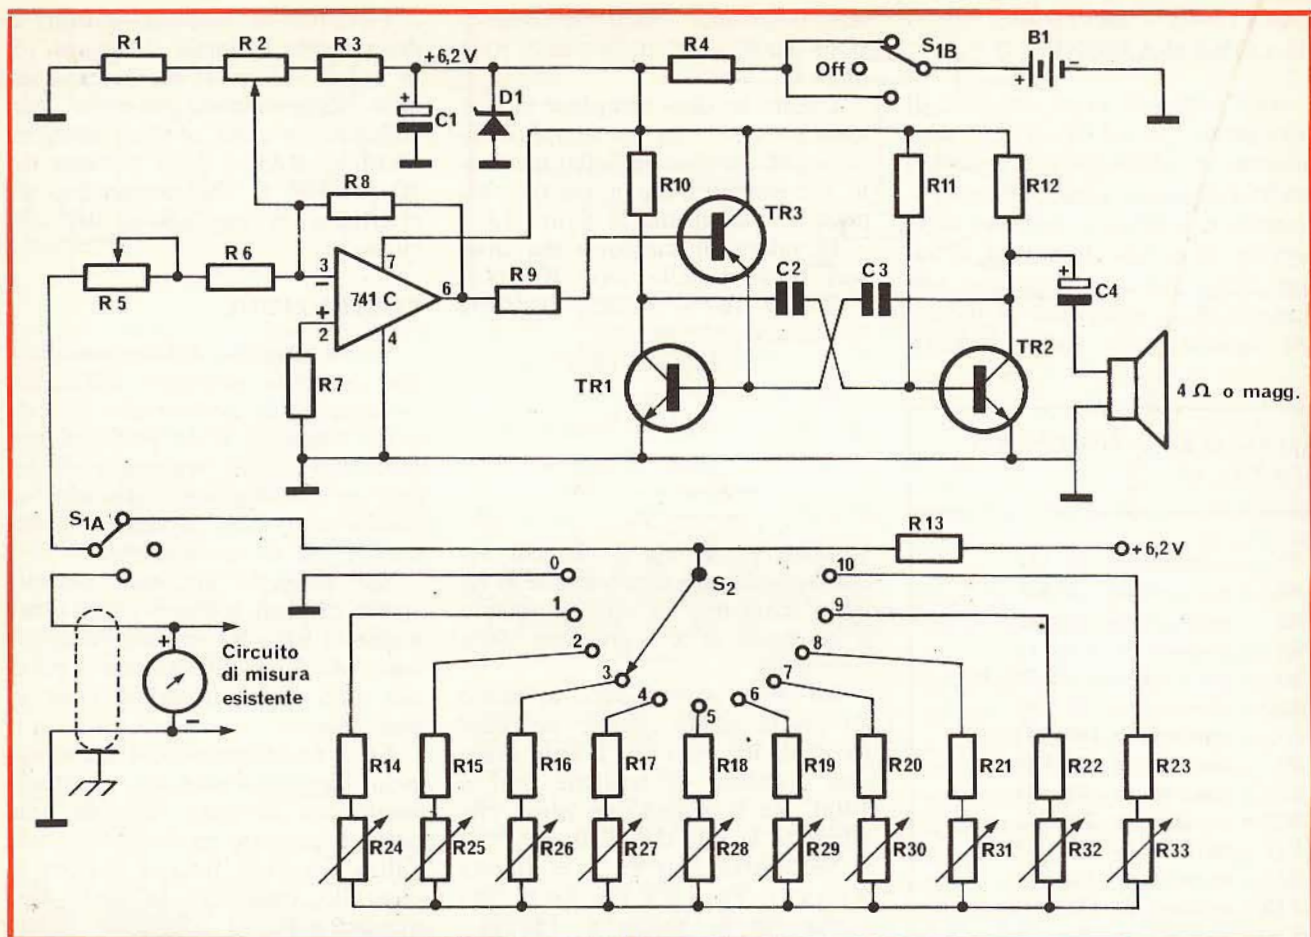 R1
R2
R3
+6,2 V
R4
S1B
Off
B1
+
-
+
C1
D1
R8
R10
TR3
R11
R12
R5
R6
3
-
7
741 C
6
+
2
4
R9
C2
C3
+
C4
R7
TR1
TR2
4 Ω o magg.
S1A
R13
+6,2 V
0
S2
10
1
9
2
8
3
7
4
6
5
+
Circuito
di misura
esistente
-
R14
R15
R16
R17
R18
R19
R20
R21
R22
R23
R24
R25
R26
R27
R28
R29
R30
R31
R32
R33